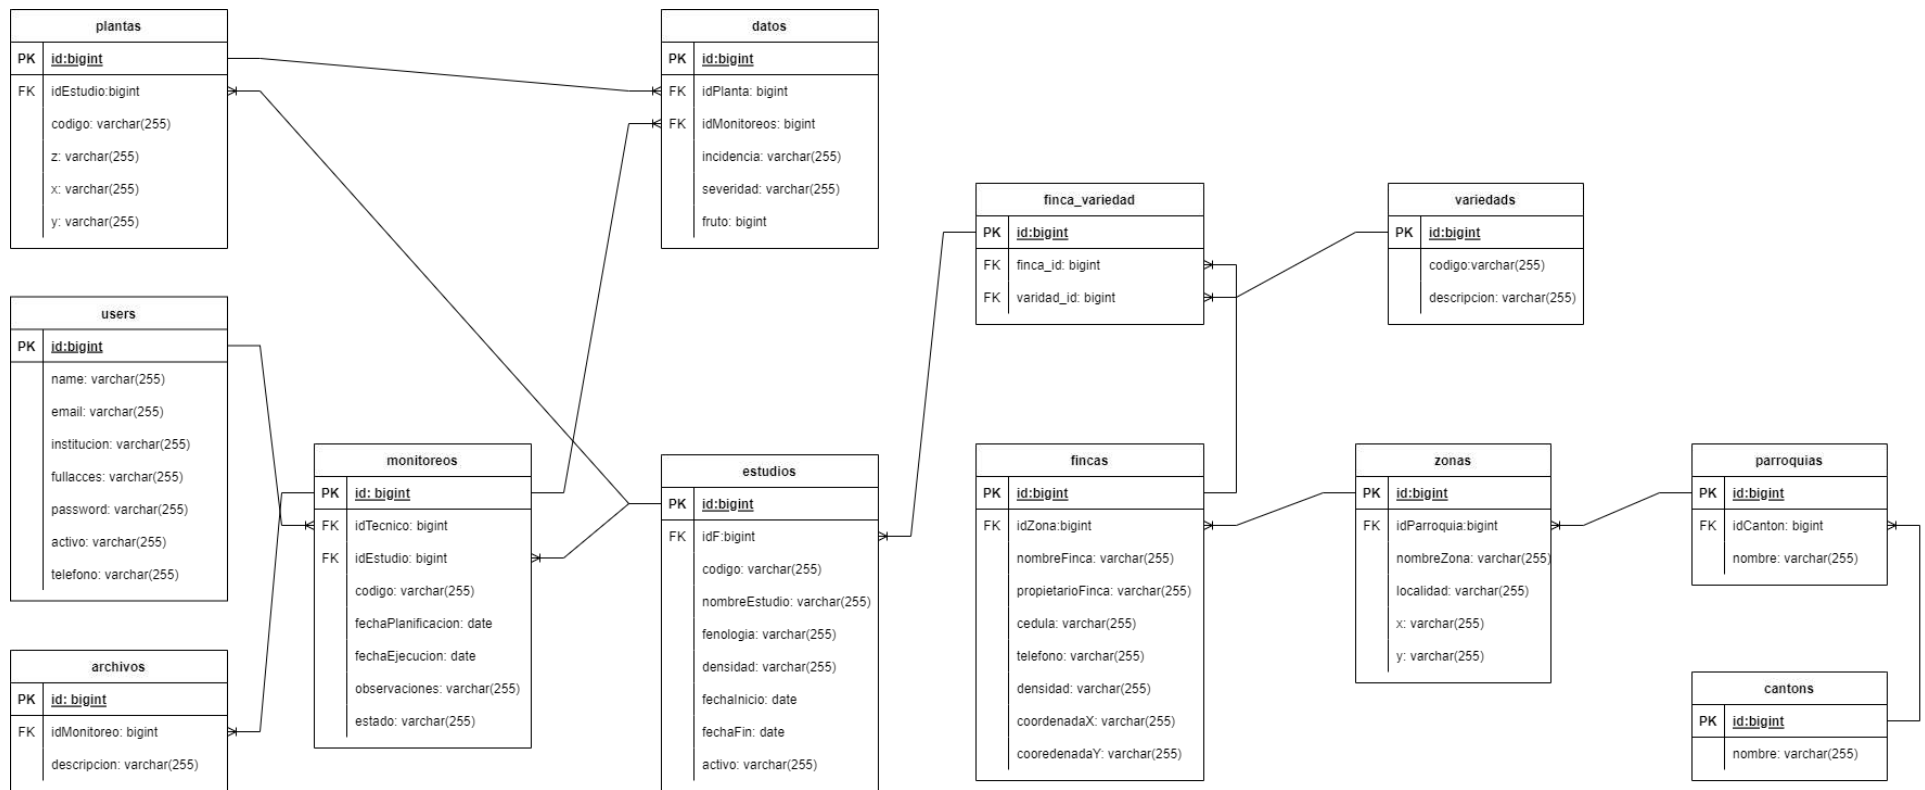 plantas
PK id:bigint
FK idEstudio:bigint
codigo: varchar(255)
z: varchar(255)
x: varchar(255)
y: varchar(255)
datos
PK id:bigint
FK idPlanta: bigint
FK idMonitoreos: bigint
incidencia: varchar(255)
severidad: varchar(255)
fruto: bigint
finca_variedad
PK id:bigint
FK finca_id: bigint
FK varidad_id: bigint
variedads
PK id:bigint
codigo:varchar(255)
descripcion: varchar(255)
users
PK id:bigint
name: varchar(255)
email: varchar(255)
institucion: varchar(255)
fullacces: varchar(255)
password: varchar(255)
activo: varchar(255)
telefono: varchar(255)
monitoreos
PK id: bigint
FK idTecnico: bigint
FK idEstudio: bigint
codigo: varchar(255)
fechaPlanificacion: date
fechaEjecucion: date
observaciones: varchar(255)
estado: varchar(255)
estudios
PK id:bigint
FK idF:bigint
codigo: varchar(255)
nombreEstudio: varchar(255)
fenologia: varchar(255)
densidad: varchar(255)
fechaInicio: date
fechaFin: date
activo: varchar(255)
fincas
PK id:bigint
FK idZona:bigint
nombreFinca: varchar(255)
propietarioFinca: varchar(255)
cedula: varchar(255)
telefono: varchar(255)
densidad: varchar(255)
coordenadaX: varchar(255)
cooredenadaY: varchar(255)
zonas
PK id:bigint
FK idParroquia:bigint
nombreZona: varchar(255)
localidad: varchar(255)
x: varchar(255)
y: varchar(255)
parroquias
PK id:bigint
FK idCanton: bigint
nombre: varchar(255)
archivos
PK id: bigint
FK idMonitoreo: bigint
descripcion: varchar(255)
cantons
PK id:bigint
nombre: varchar(255)